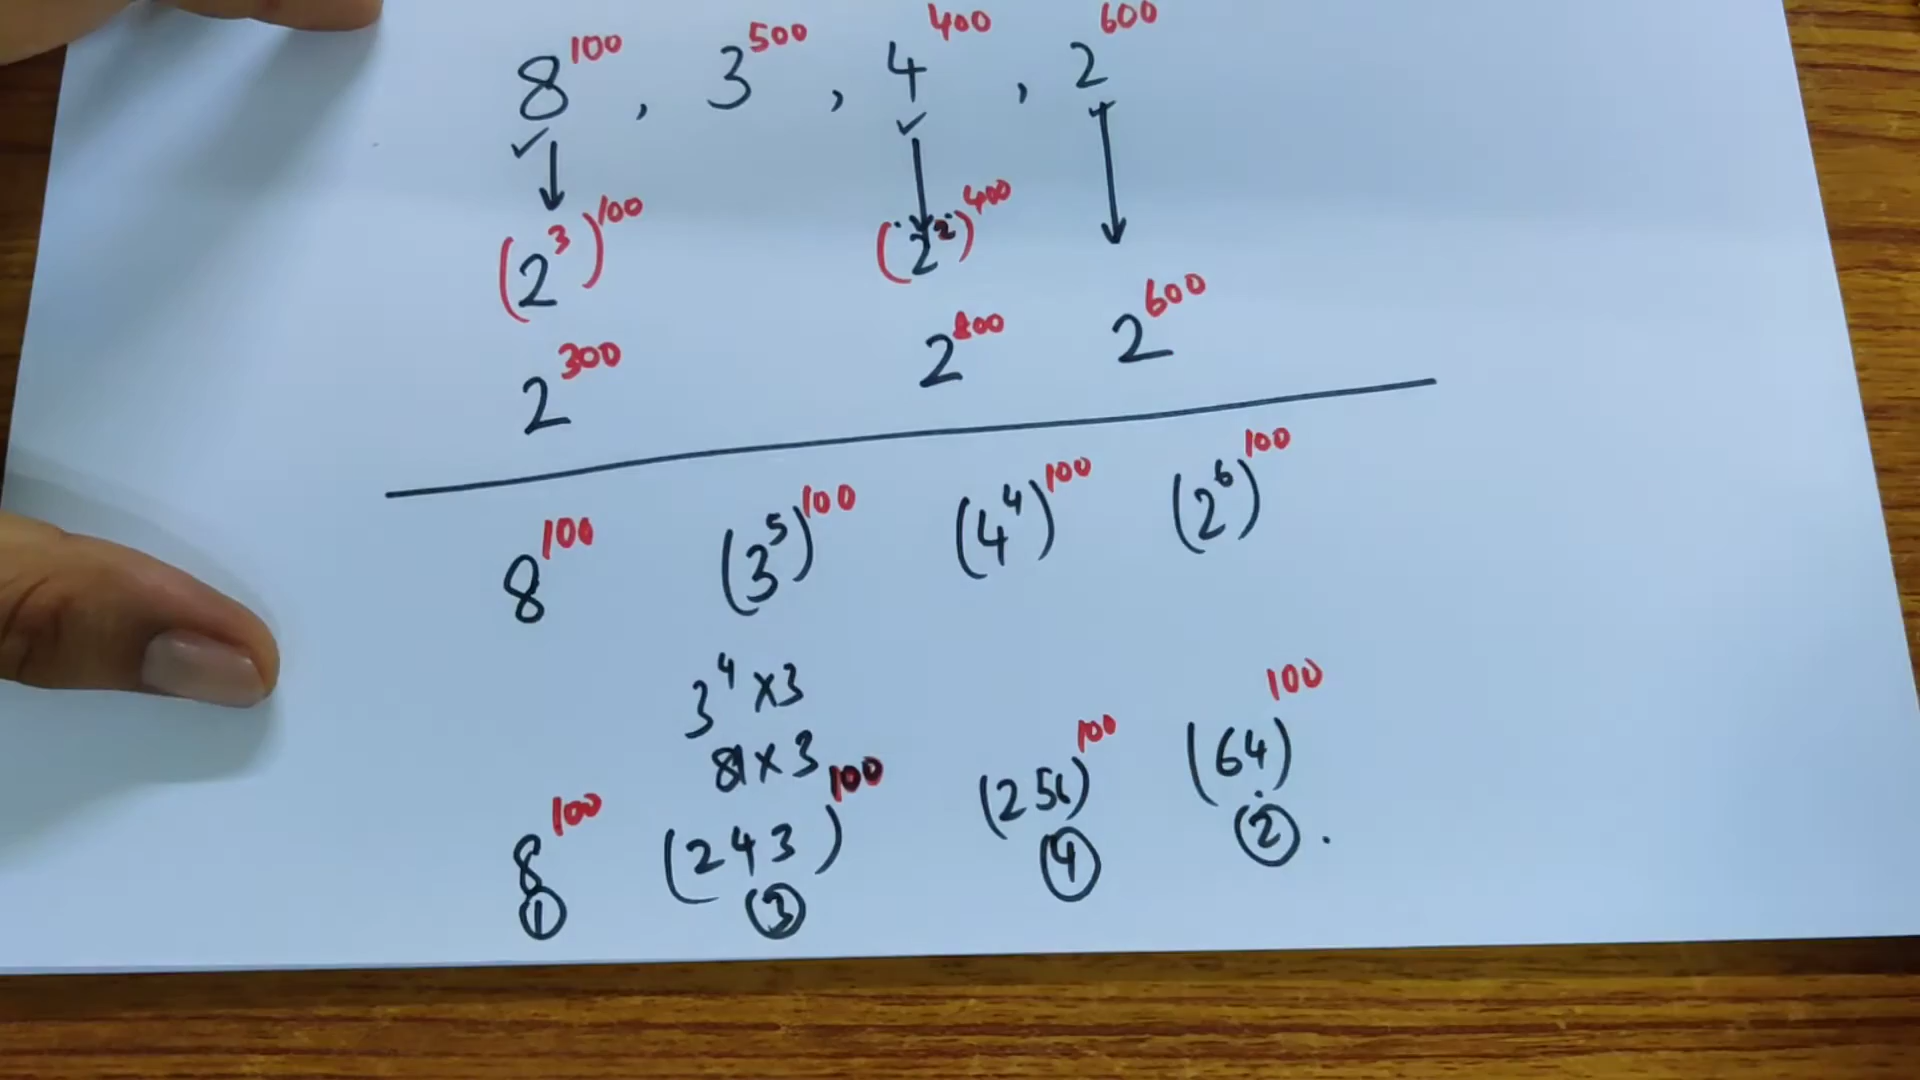 8^100 , 3^500 , 4^400 , 2^600
(2^3)^100 (2^2)^400
2^300 2^800 2^600
8^100 (3^5)^100 (4^4)^100 (2^6)^100
3^4 × 3
81 × 3
8^100 (243)^100 (256)^100 (64)^100
① ③ ④ ② .